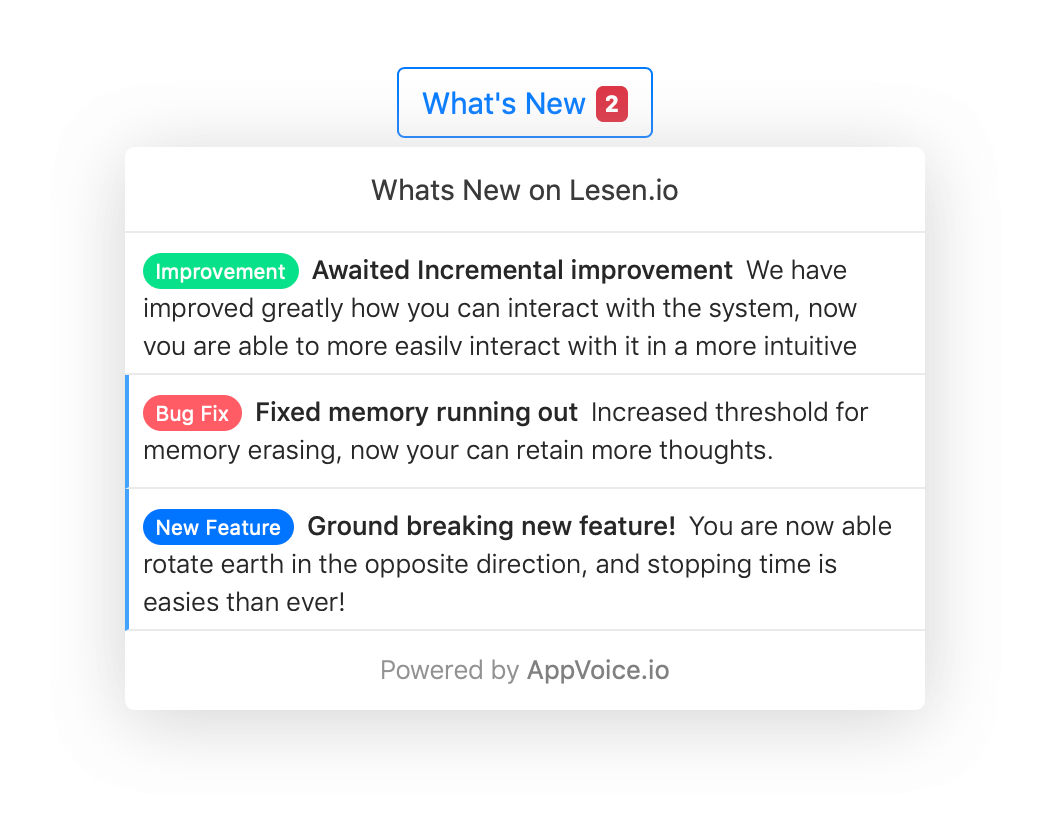 What's New 2
Whats New on Lesen.io
Improvement Awaited Incremental improvement We have
improved greatly how you can interact with the system, now
you are able to more easily interact with it in a more intuitive
Bug Fix Fixed memory running out Increased threshold for
memory erasing, now your can retain more thoughts.
New Feature Ground breaking new feature! You are now able
rotate earth in the opposite direction, and stopping time is
easies than ever!
Powered by AppVoice.io